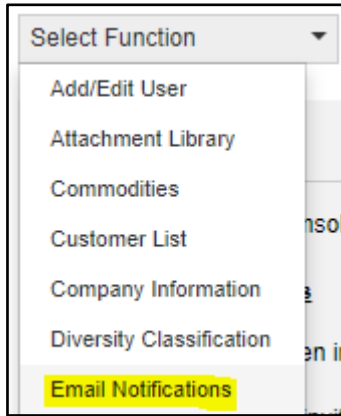 Select Function
Add/Edit User
Attachment Library
Commodities
Customer List
Company Information
Diversity Classification
Email Notifications